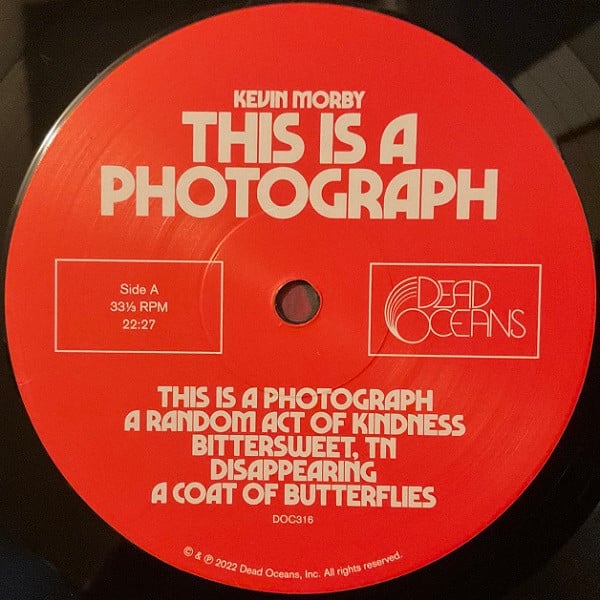 KEVIN MORBY
THIS IS A
PHOTOGRAPH
Side A
33⅓ RPM
22:27
DEAD
OCEANS
THIS IS A PHOTOGRAPH
A RANDOM ACT OF KINDNESS
BITTERSWEET, TN
DISAPPEARING
A COAT OF BUTTERFLIES
DOC316
© & ℗ 2022 Dead Oceans, Inc. All rights reserved.